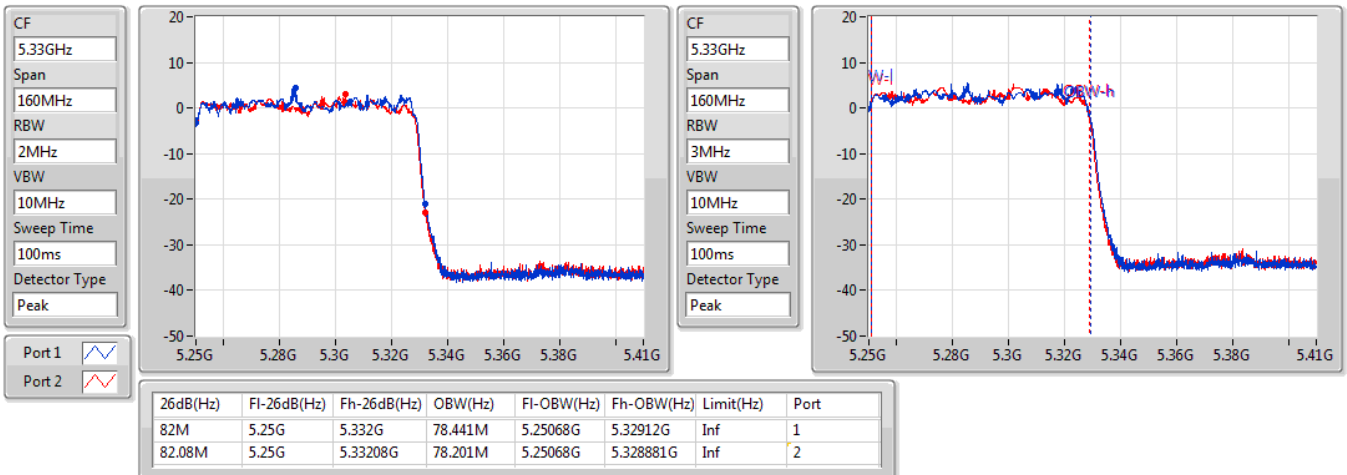 CF
5.33GHz
Span
160MHz
RBW
2MHz
VBW
10MHz
Sweep Time
100ms
Detector Type
Peak
Port 1
Port 2
20
10
0
-10
-20
-30
-40
-50
5.25G 5.28G 5.3G 5.32G 5.34G 5.36G 5.38G 5.41G
CF
5.33GHz
Span
160MHz
RBW
3MHz
VBW
10MHz
Sweep Time
100ms
Detector Type
Peak
20
10
0
-10
-20
-30
-40
-50
W-l
OBW-h
5.25G 5.28G 5.3G 5.32G 5.34G 5.36G 5.38G 5.41G
26dB(Hz) Fl-26dB(Hz) Fh-26dB(Hz) OBW(Hz) Fl-OBW(Hz) Fh-OBW(Hz) Limit(Hz) Port
82M 5.25G 5.332G 78.441M 5.25068G 5.32912G Inf 1
82.08M 5.25G 5.33208G 78.201M 5.25068G 5.328881G Inf 2